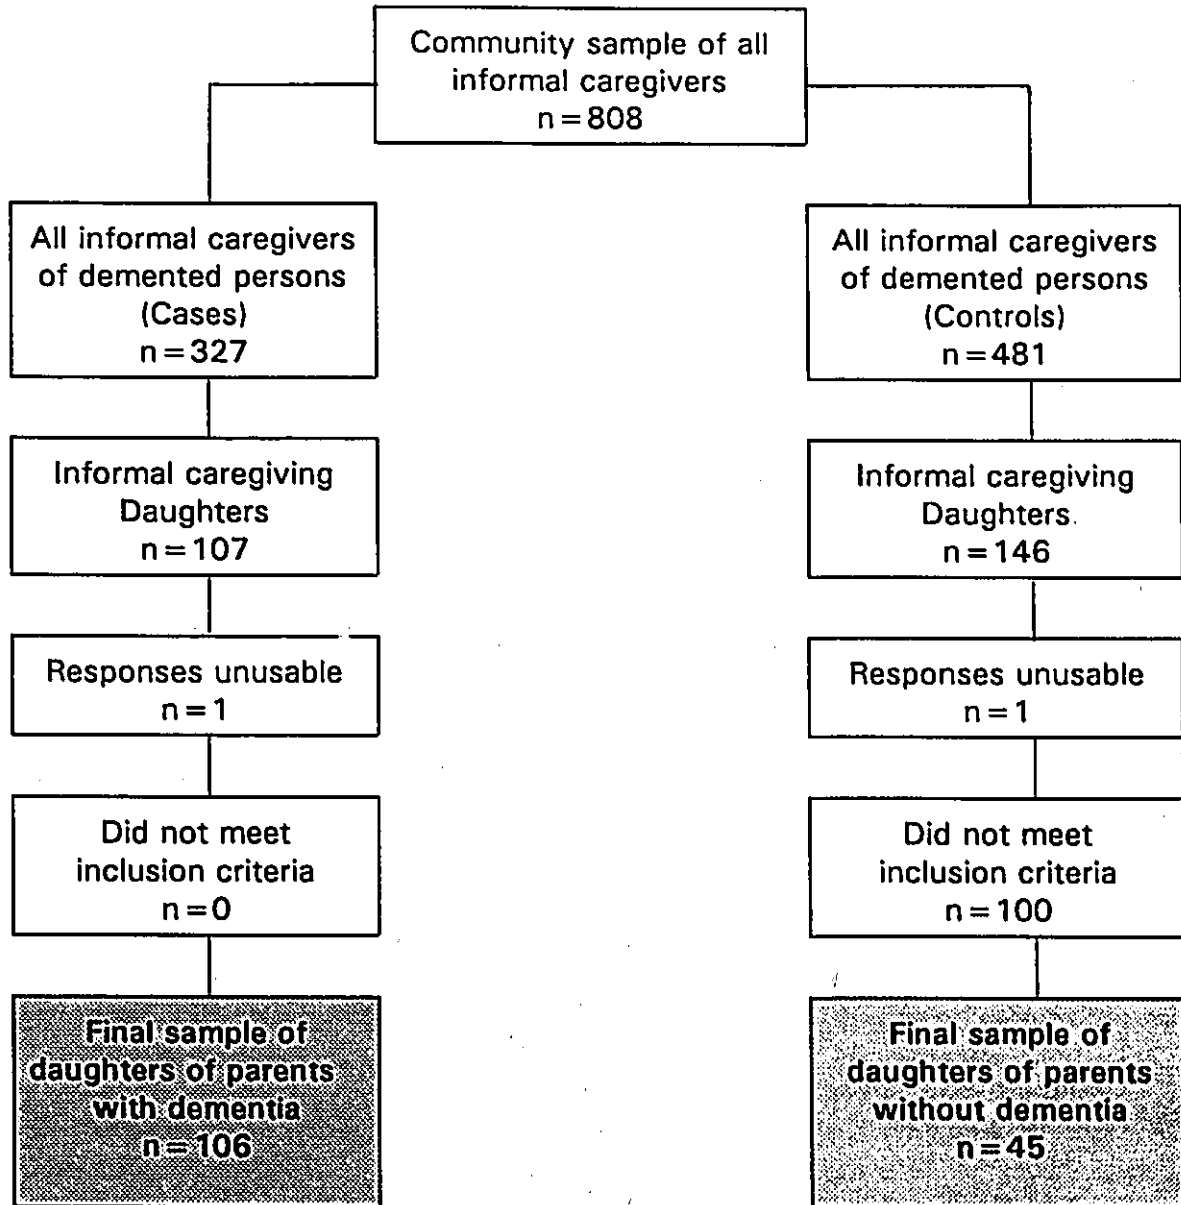 Community sample of all
informal caregivers
n = 808
All informal caregivers
of demented persons
(Cases)
n = 327
All informal caregivers
of demented persons
(Controls)
n = 481
Informal caregiving
Daughters
n = 107
Informal caregiving
Daughters
n = 146
Responses unusable
n = 1
Responses unusable
n = 1
Did not meet
inclusion criteria
n = 0
Did not meet
inclusion criteria
n = 100
Final sample of
daughters of parents
with dementia
n = 106
Final sample of
daughters of parents
without dementia
n = 45